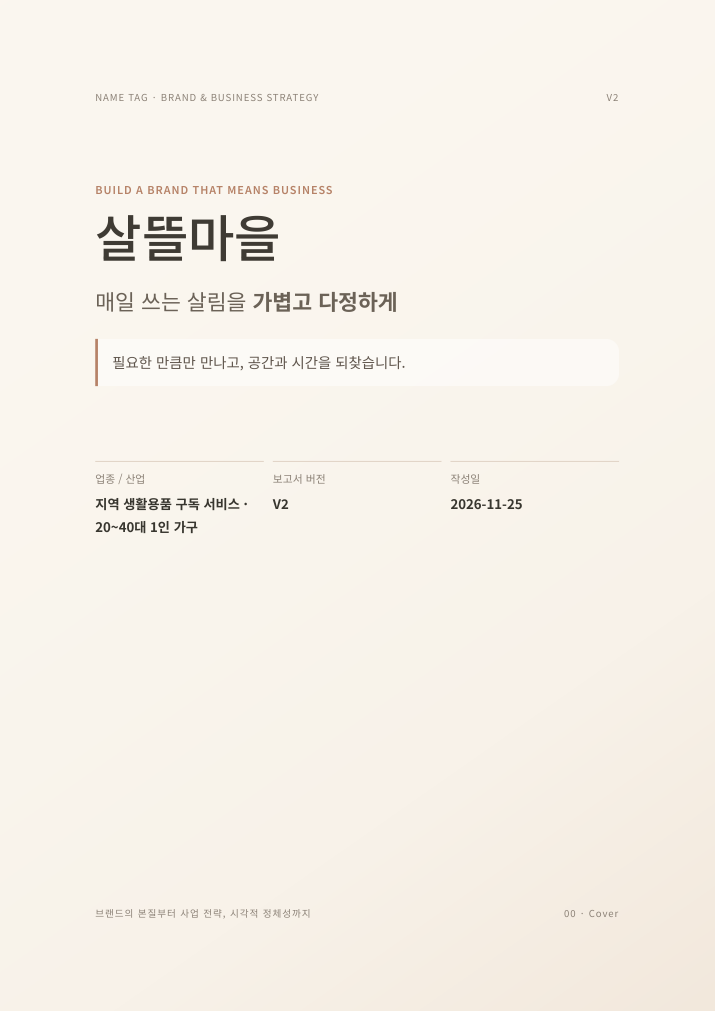 NAME TAG · BRAND & BUSINESS STRATEGY
V2
BUILD A BRAND THAT MEANS BUSINESS
살뜰마을
매일 쓰는 살림을 가볍고 다정하게
필요한 만큼만 만나고, 공간과 시간을 되찾습니다.
업종 / 산업
지역 생활용품 구독 서비스 ·
20~40대 1인 가구
보고서 버전
V2
작성일
2026-11-25
브랜드의 본질부터 사업 전략, 시각적 정체성까지
00 · Cover